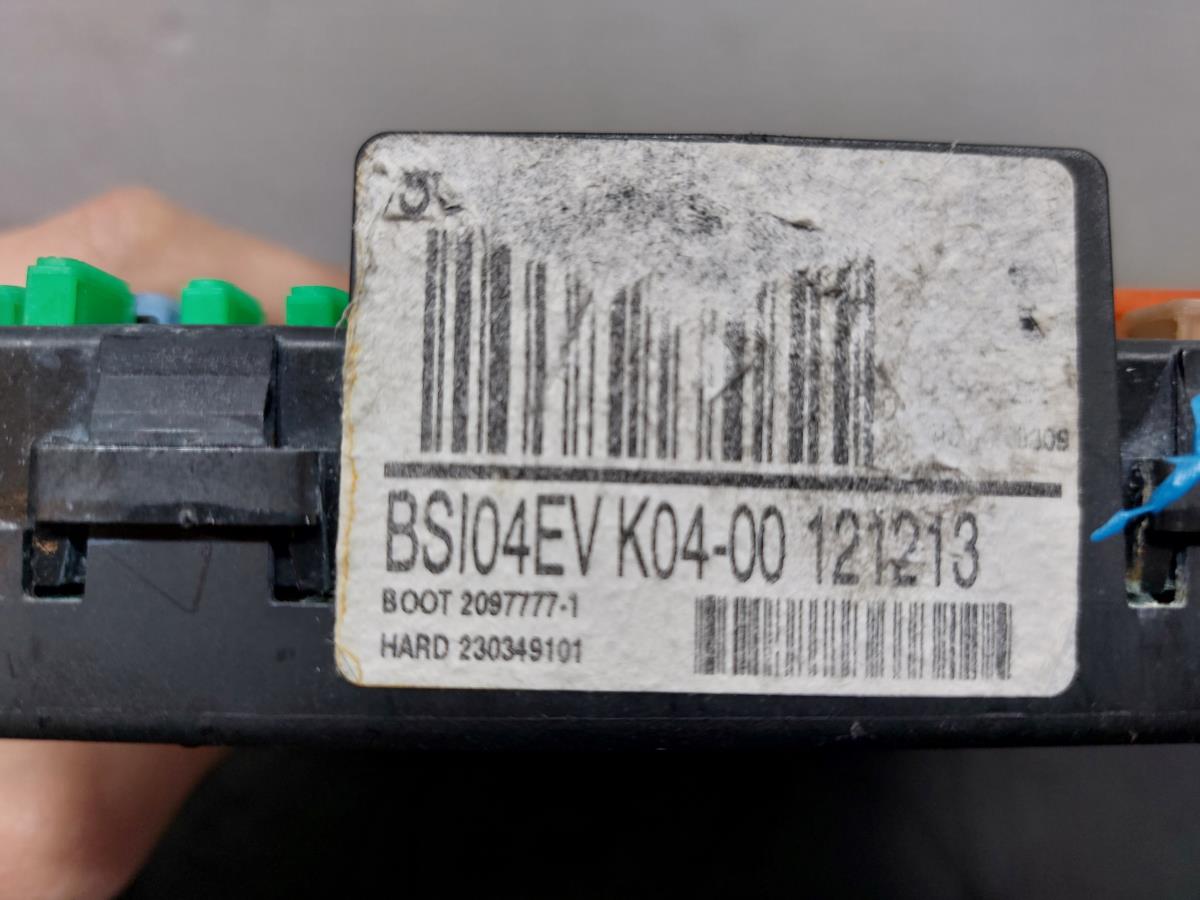 BSI04EV K04-00 121213
BOOT 2097777-1
HARD 230349101